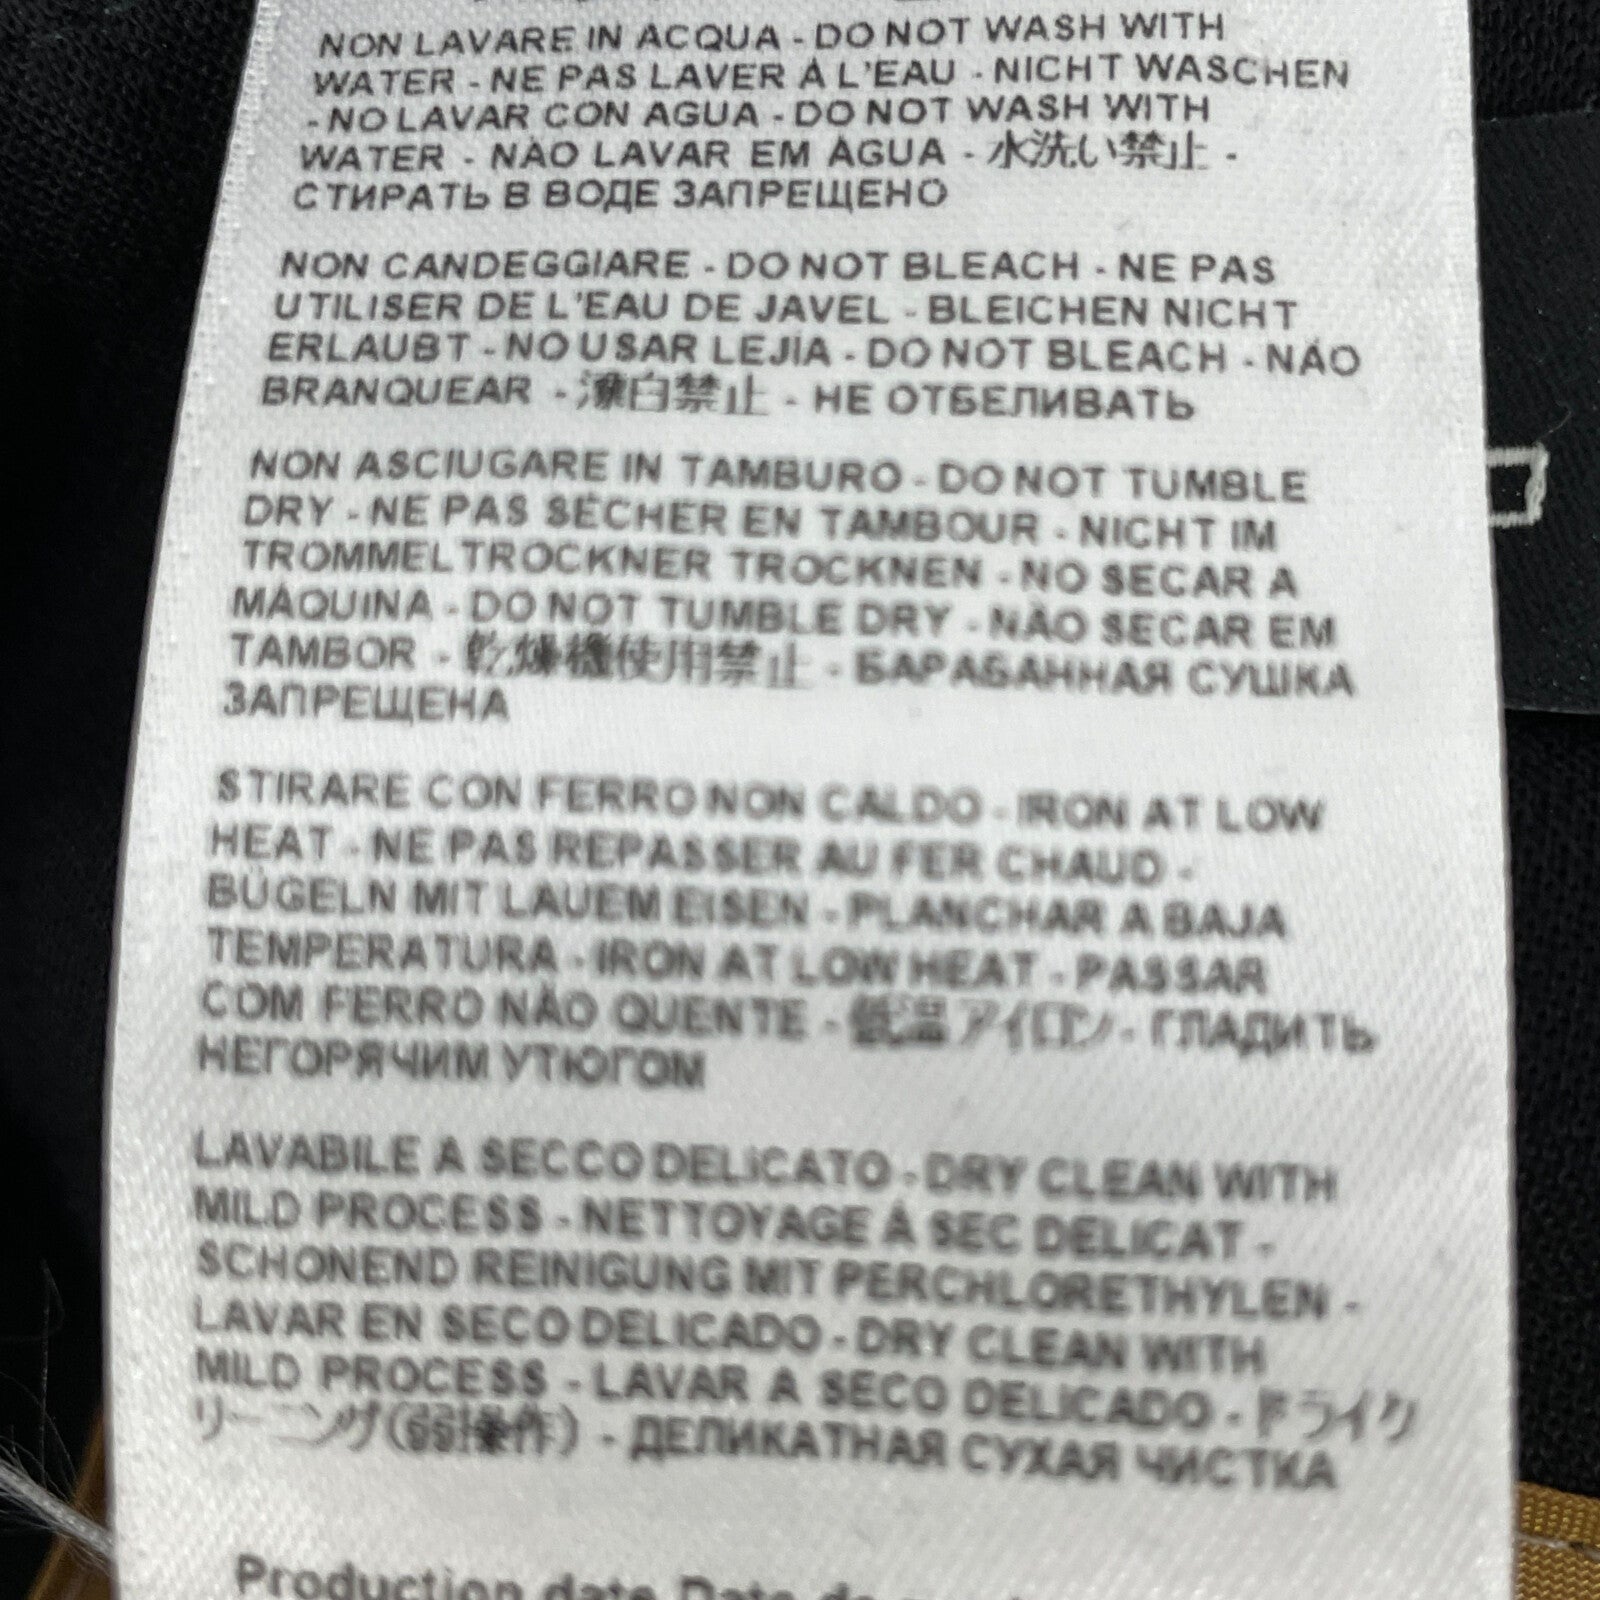 NON LAVARE IN ACQUA - DO NOT WASH WITH
WATER - NE PAS LAVER À L'EAU - NICHT WASCHEN
- NO LAVAR CON AGUA - DO NOT WASH WITH
WATER - NÃO LAVAR EM ÁGUA - 水洗い禁止 -
СТИРАТЬ В ВОДЕ ЗАПРЕЩЕНО
NON CANDEGGIARE - DO NOT BLEACH - NE PAS
UTILISER DE L'EAU DE JAVEL - BLEICHEN NICHT
ERLAUBT - NO USAR LEJÍA - DO NOT BLEACH - NÃO
BRANQUEAR - 漂白禁止 - НЕ ОТБЕЛИВАТЬ
NON ASCIUGARE IN TAMBURO - DO NOT TUMBLE
DRY - NE PAS SÉCHER EN TAMBOUR - NICHT IM
TROMMELTROCKNER TROCKNEN - NO SECAR A
MÁQUINA - DO NOT TUMBLE DRY - NÃO SECAR EM
TAMBOR - 乾燥機使用禁止 - БАРАБАННАЯ СУШКА
ЗАПРЕЩЕНА
STIRARE CON FERRO NON CALDO - IRON AT LOW
HEAT - NE PAS REPASSER AU FER CHAUD -
BÜGELN MIT LAUEM EISEN - PLANCHAR A BAJA
TEMPERATURA - IRON AT LOW HEAT - PASSAR
COM FERRO NÃO QUENTE - 低温アイロン - ГЛАДИТЬ
НЕГОРЯЧИМ УТЮГОМ
LAVABILE A SECCO DELICATO - DRY CLEAN WITH
MILD PROCESS - NETTOYAGE À SEC DELICAT -
SCHONEND REINIGUNG MIT PERCHLORETHYLEN -
LAVAR EN SECO DELICADO - DRY CLEAN WITH
MILD PROCESS - LAVAR A SECO DELICADO - ドライク
リーニング(弱操作) - ДЕЛИКАТНАЯ СУХАЯ ЧИСТКА
Production date Date de